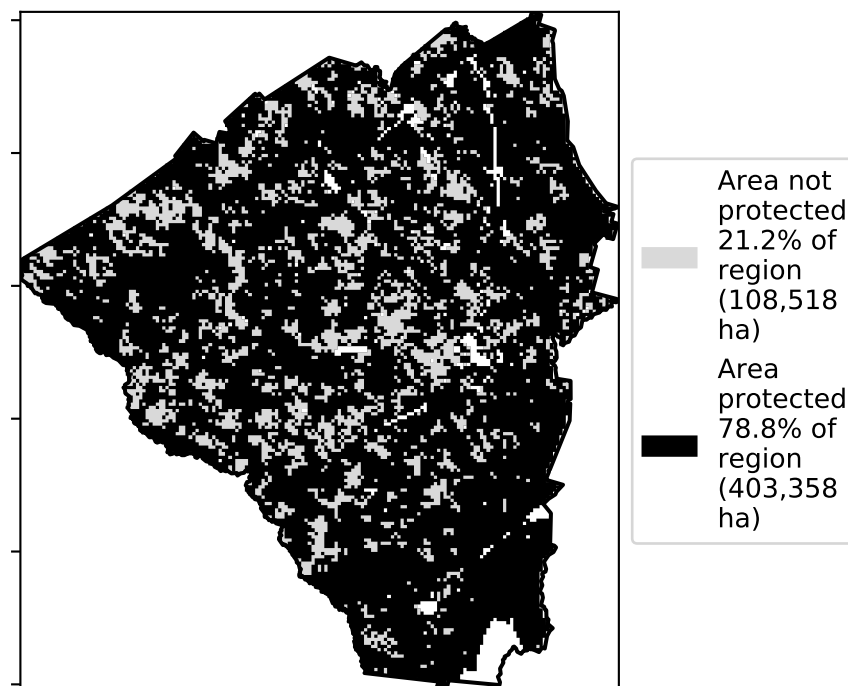 Area not
protected
21.2% of
region
(108,518
ha)
Area
protected
78.8% of
region
(403,358
ha)